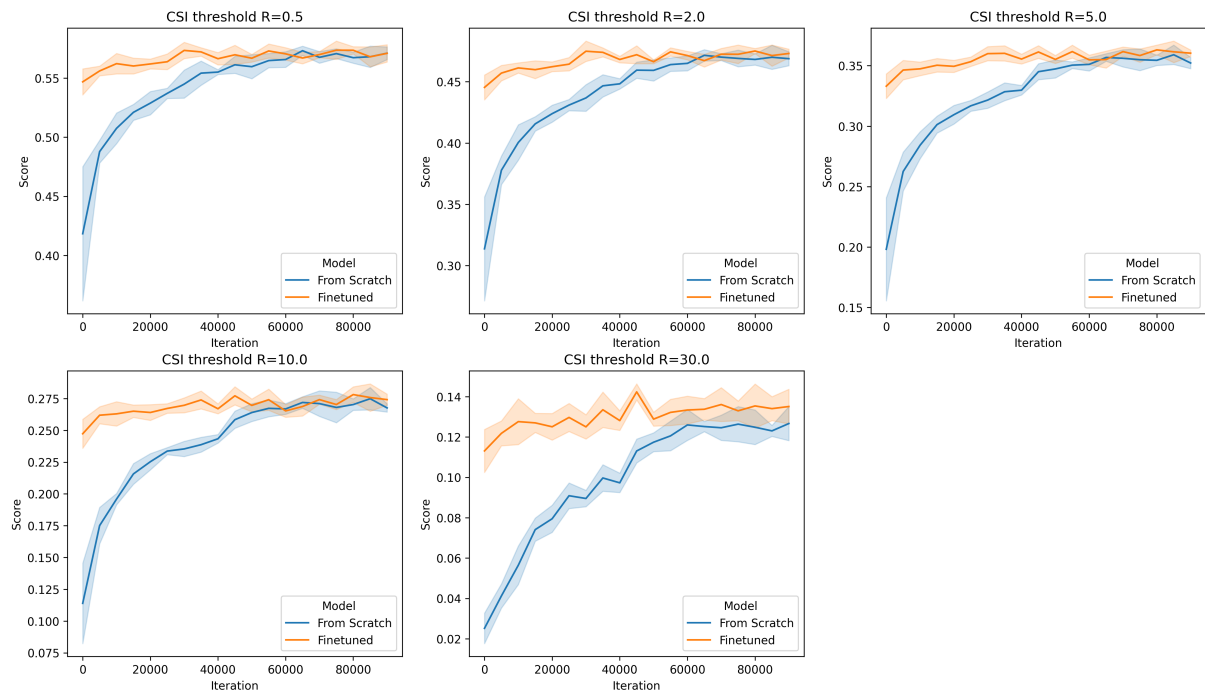 CSI threshold R=0.5
Score
0.55
0.50
0.45
0.40
0
20000
40000
60000
80000
Iteration
Model
From Scratch
Finetuned
CSI threshold R=2.0
Score
0.45
0.40
0.35
0.30
0
20000
40000
60000
80000
Iteration
Model
From Scratch
Finetuned
CSI threshold R=5.0
Score
0.35
0.30
0.25
0.20
0.15
0
20000
40000
60000
80000
Iteration
Model
From Scratch
Finetuned
CSI threshold R=10.0
Score
0.275
0.250
0.225
0.200
0.175
0.150
0.125
0.100
0.075
0
20000
40000
60000
80000
Iteration
Model
From Scratch
Finetuned
CSI threshold R=30.0
Score
0.14
0.12
0.10
0.08
0.06
0.04
0.02
0
20000
40000
60000
80000
Iteration
Model
From Scratch
Finetuned